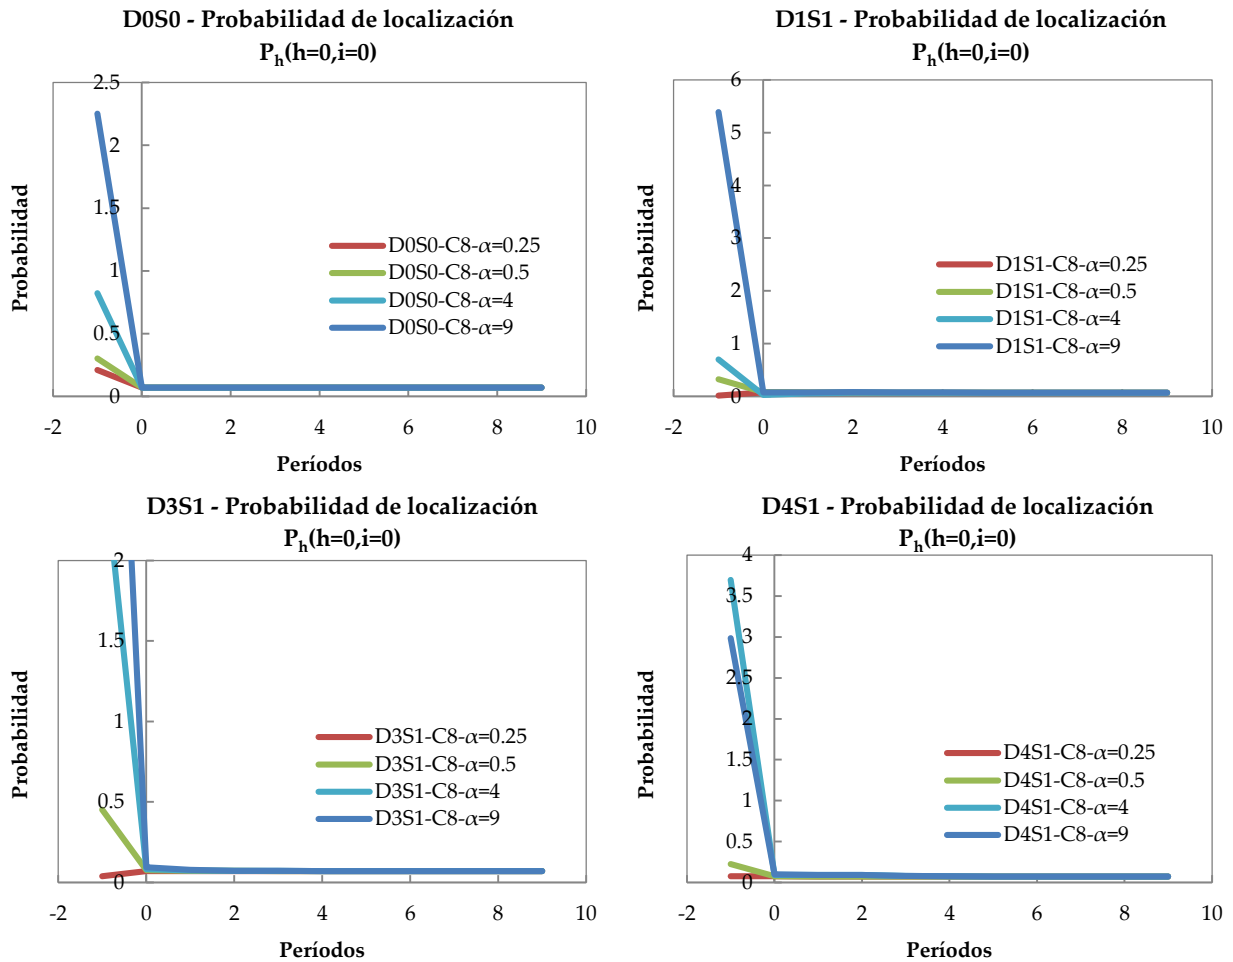 D0S0 - Probabilidad de localización
Pₕ(h=0,i=0)
Probabilidad
2.5
2
1.5
1
0.5
0
-2 0 2 4 6 8 10
Períodos
D0S0-C8-α=0.25
D0S0-C8-α=0.5
D0S0-C8-α=4
D0S0-C8-α=9
D1S1 - Probabilidad de localización
Pₕ(h=0,i=0)
Probabilidad
6
5
4
3
2
1
0
-2 0 2 4 6 8 10
Períodos
D1S1-C8-α=0.25
D1S1-C8-α=0.5
D1S1-C8-α=4
D1S1-C8-α=9
D3S1 - Probabilidad de localización
Pₕ(h=0,i=0)
Probabilidad
2
1.5
1
0.5
0
-2 0 2 4 6 8 10
Períodos
D3S1-C8-α=0.25
D3S1-C8-α=0.5
D3S1-C8-α=4
D3S1-C8-α=9
D4S1 - Probabilidad de localización
Pₕ(h=0,i=0)
Probabilidad
4
3.5
3
2.5
2
1.5
1
0.5
0
-2 0 2 4 6 8 10
Períodos
D4S1-C8-α=0.25
D4S1-C8-α=0.5
D4S1-C8-α=4
D4S1-C8-α=9